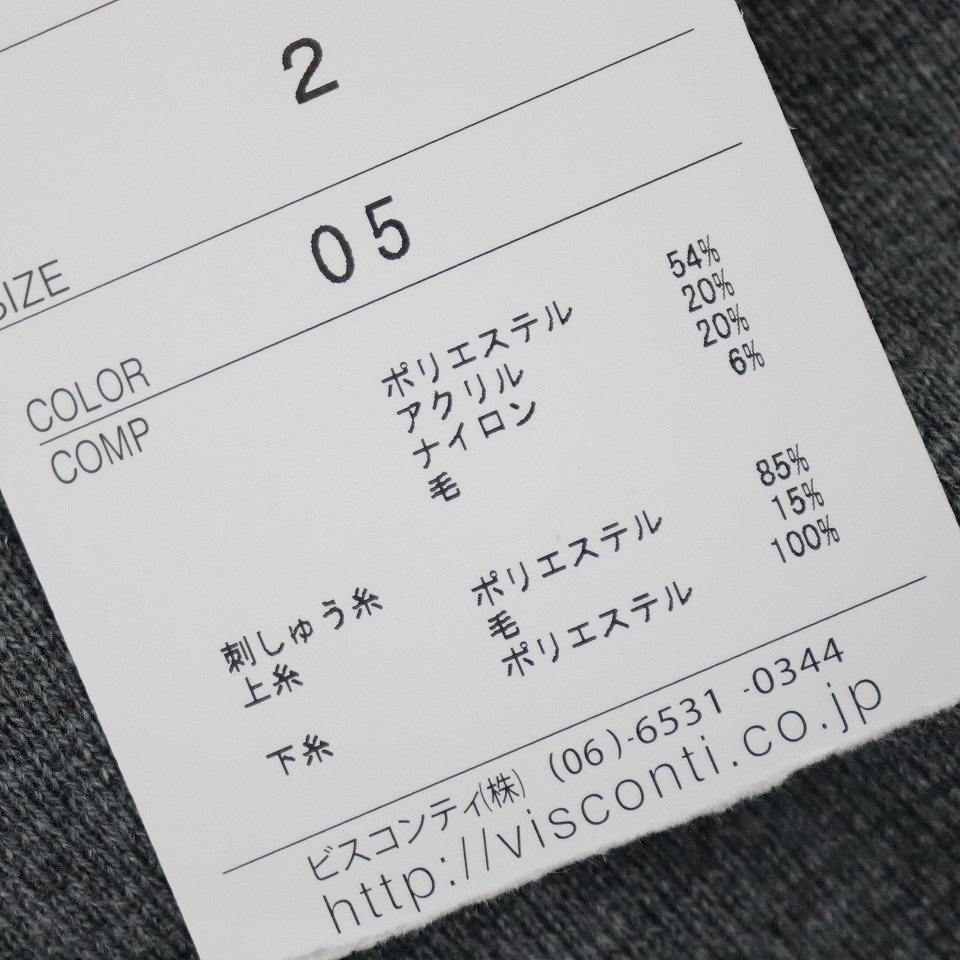 SIZE 2
COLOR 05
COMP ポリエステル 54%
アクリル 20%
ナイロン 20%
毛 6%
刺しゅう糸
上糸 ポリエステル 85%
毛 15%
下糸 ポリエステル 100%
ビスコンティ(株) (06)-6531 -0344
http://visconti.co.jp